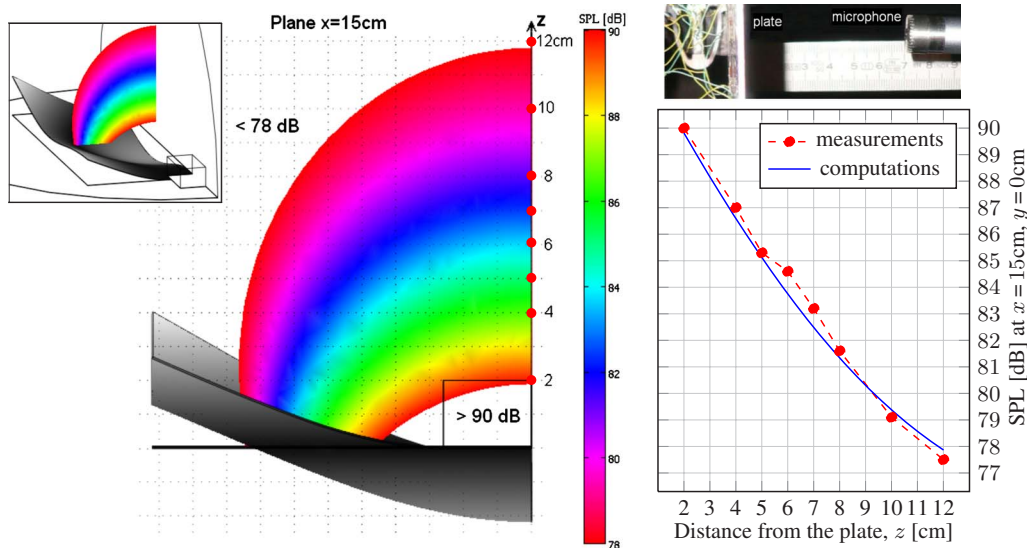 Plane x=15cm
z
12cm
10
8
6
4
2
< 78 dB
> 90 dB
SPL [dB]
90
88
86
84
82
80
78
plate
microphone
measurements
computations
90
89
88
87
86
85
84
83
82
81
80
79
78
77
SPL [dB] at x = 15cm, y = 0cm
2 3 4 5 6 7 8 9 10 11 12
Distance from the plate, z [cm]